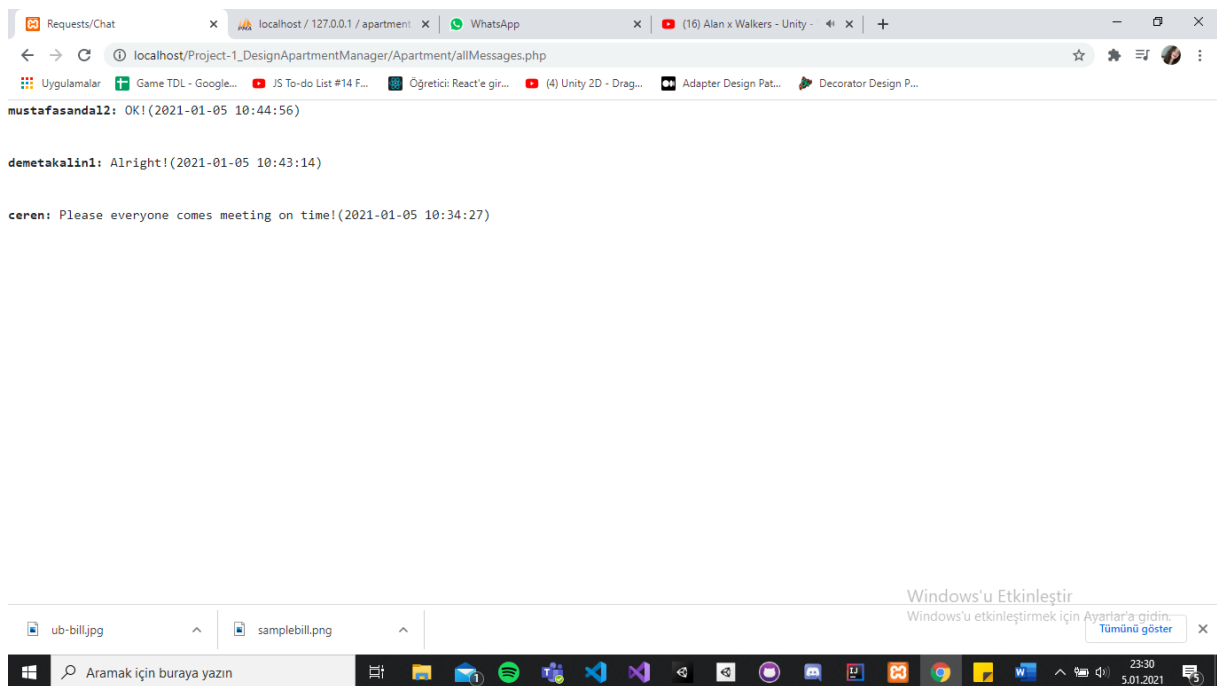 Requests/Chat
localhost / 127.0.0.1 / apartment
WhatsApp
(16) Alan x Walkers - Unity -
localhost/Project-1_DesignApartmentManager/Apartment/allMessages.php
Uygulamalar
Game TDL - Google...
JS To-do List #14 F...
Öğretici: React'e gir...
(4) Unity 2D - Drag...
Adapter Design Pat...
Decorator Design P...
mustafasandal2: OK!(2021-01-05 10:44:56)
demetakalin1: Alright!(2021-01-05 10:43:14)
ceren: Please everyone comes meeting on time!(2021-01-05 10:34:27)
Windows'u Etkinleştir
Windows'u etkinleştirmek için Ayarlar'a gidin.
ub-bill.jpg
samplebill.png
Tümünü göster
Aramak için buraya yazın
23:30
5.01.2021